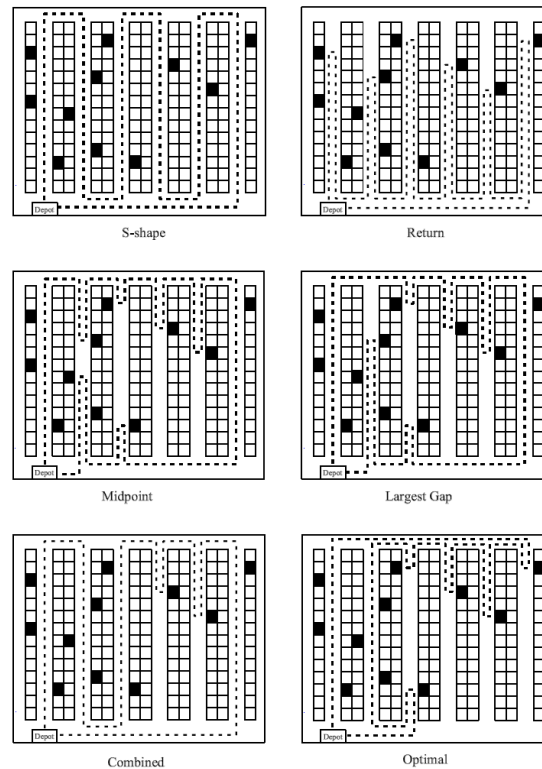 Depot
Depot
S-shape
Return
Depot
Depot
Midpoint
Largest Gap
Depot
Depot
Combined
Optimal